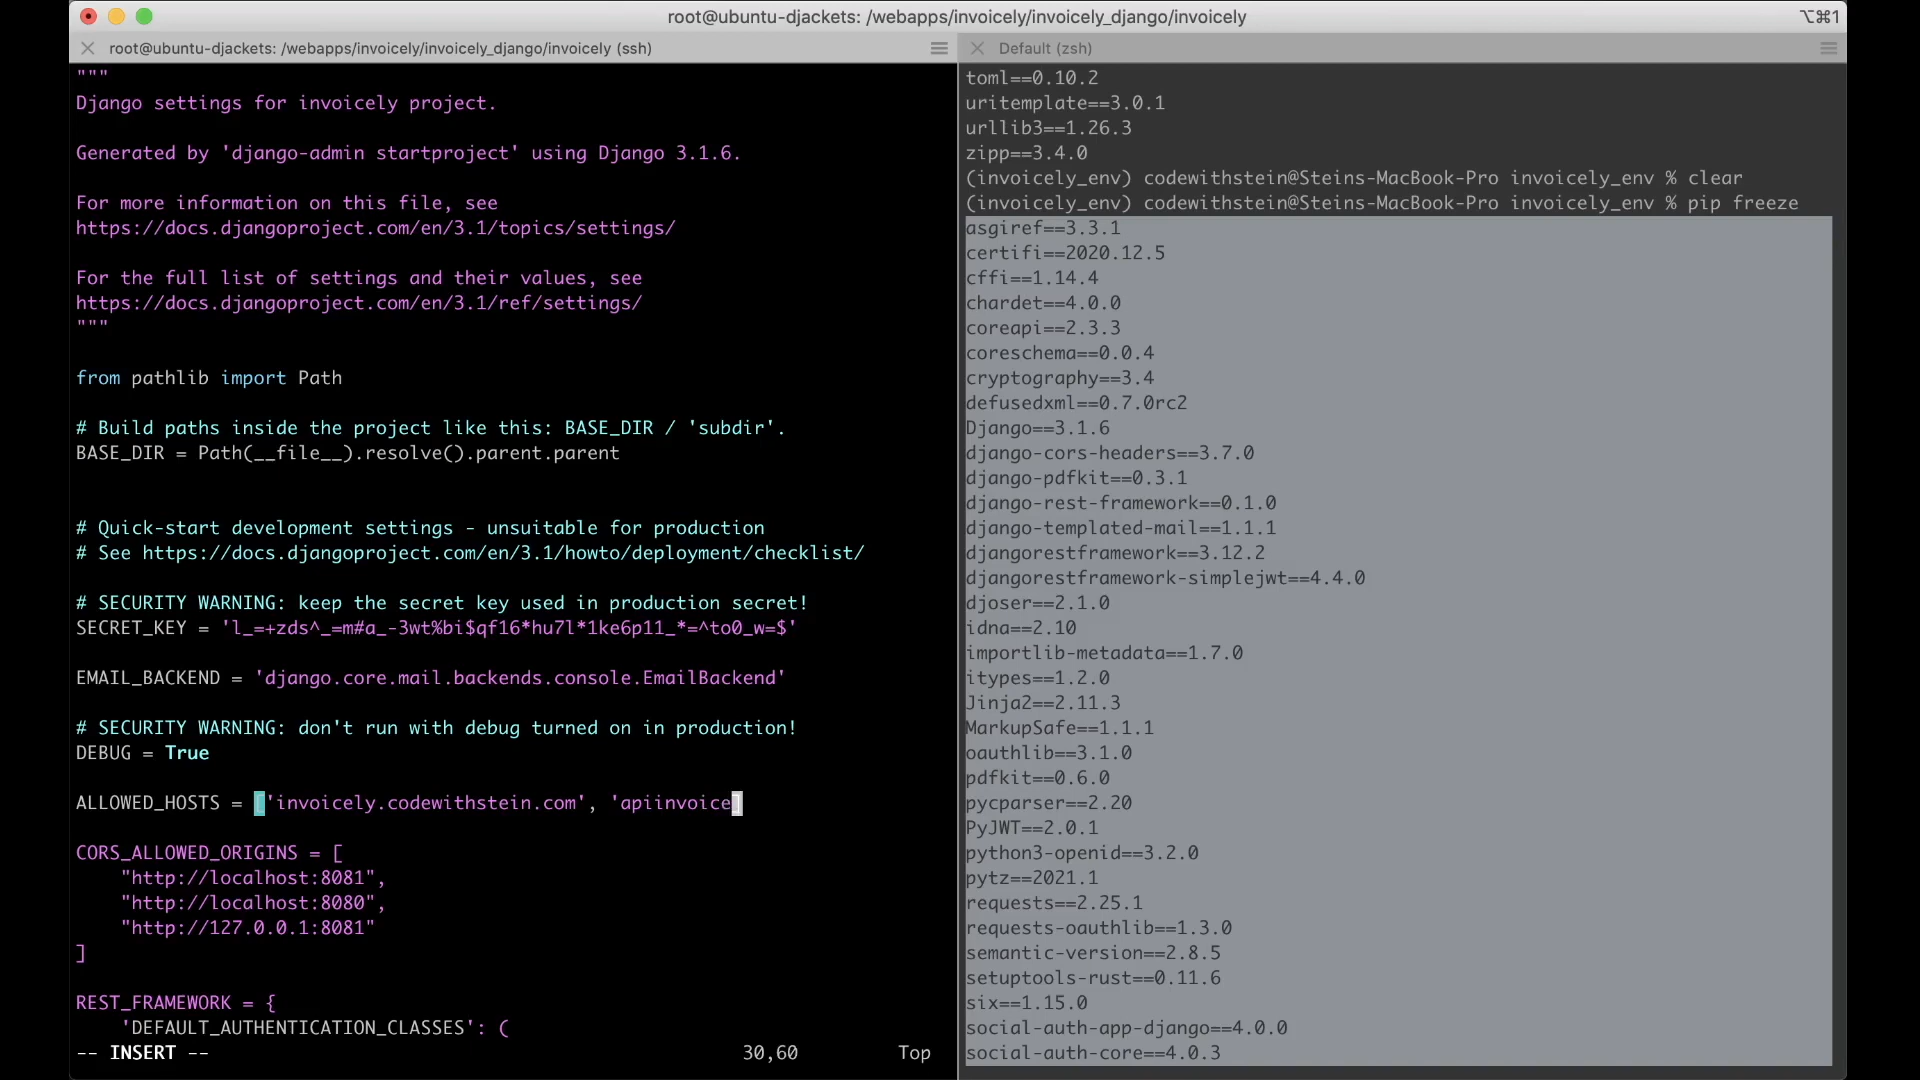 root@ubuntu-djackets: /webapps/invoicely/invoicely_django/invoicely
⌥⌘1
root@ubuntu-djackets: /webapps/invoicely/invoicely_django/invoicely (ssh)
"""
Django settings for invoicely project.
Generated by 'django-admin startproject' using Django 3.1.6.
For more information on this file, see
https://docs.djangoproject.com/en/3.1/topics/settings/
For the full list of settings and their values, see
https://docs.djangoproject.com/en/3.1/ref/settings/
"""
from pathlib import Path
# Build paths inside the project like this: BASE_DIR / 'subdir'.
BASE_DIR = Path(__file__).resolve().parent.parent
# Quick-start development settings - unsuitable for production
# See https://docs.djangoproject.com/en/3.1/howto/deployment/checklist/
# SECURITY WARNING: keep the secret key used in production secret!
SECRET_KEY = 'l_=+zds^_=m#a_-3wt%bi$qf16*hu7l*1ke6p11_*=^to0_w=$'
EMAIL_BACKEND = 'django.core.mail.backends.console.EmailBackend'
# SECURITY WARNING: don't run with debug turned on in production!
DEBUG = True
ALLOWED_HOSTS = ['invoicely.codewithstein.com', 'apiinvoice]
CORS_ALLOWED_ORIGINS = [
    "http://localhost:8081",
    "http://localhost:8080",
    "http://127.0.0.1:8081"
]
REST_FRAMEWORK = {
    'DEFAULT_AUTHENTICATION_CLASSES': (
-- INSERT --
30,60
Top
Default (zsh)
toml==0.10.2
uritemplate==3.0.1
urllib3==1.26.3
zipp==3.4.0
(invoicely_env) codewithstein@Steins-MacBook-Pro invoicely_env % clear
(invoicely_env) codewithstein@Steins-MacBook-Pro invoicely_env % pip freeze
asgiref==3.3.1
certifi==2020.12.5
cffi==1.14.4
chardet==4.0.0
coreapi==2.3.3
coreschema==0.0.4
cryptography==3.4
defusedxml==0.7.0rc2
Django==3.1.6
django-cors-headers==3.7.0
django-pdfkit==0.3.1
django-rest-framework==0.1.0
django-templated-mail==1.1.1
djangorestframework==3.12.2
djangorestframework-simplejwt==4.4.0
djoser==2.1.0
idna==2.10
importlib-metadata==1.7.0
itypes==1.2.0
Jinja2==2.11.3
MarkupSafe==1.1.1
oauthlib==3.1.0
pdfkit==0.6.0
pycparser==2.20
PyJWT==2.0.1
python3-openid==3.2.0
pytz==2021.1
requests==2.25.1
requests-oauthlib==1.3.0
semantic-version==2.8.5
setuptools-rust==0.11.6
six==1.15.0
social-auth-app-django==4.0.0
social-auth-core==4.0.3